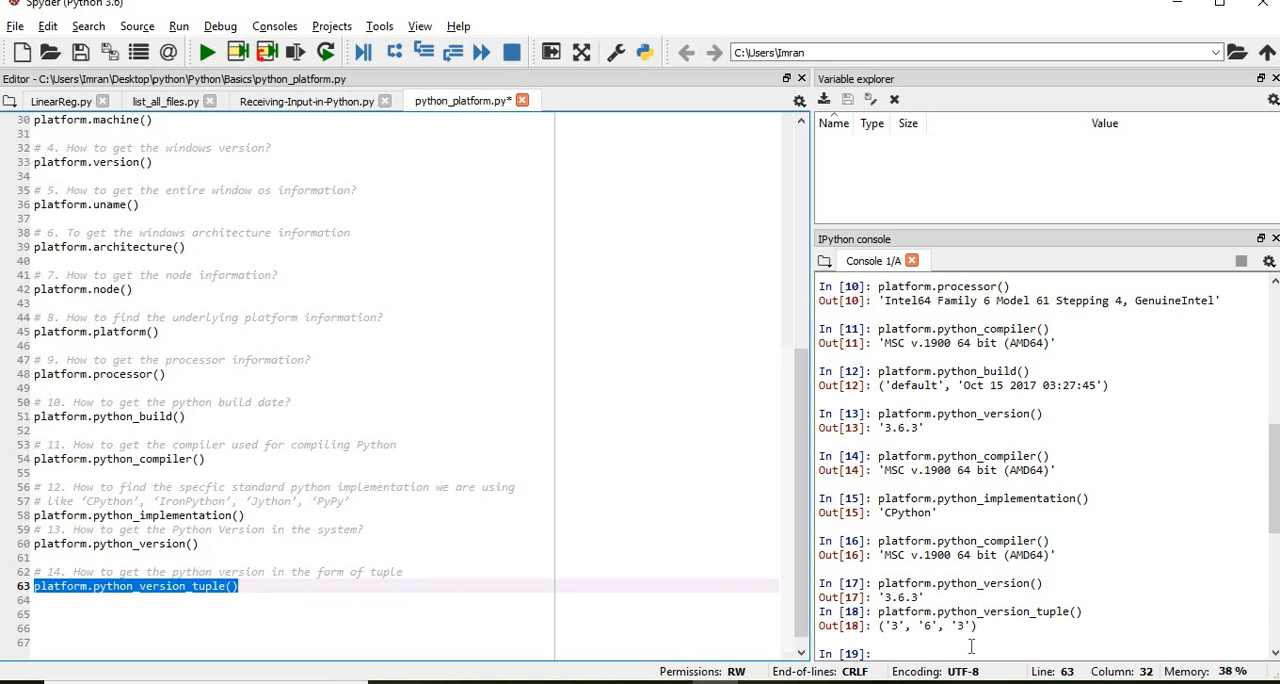 Spyder (Python 3.6)
File Edit Search Source Run Debug Consoles Projects Tools View Help
C:\Users\Imran
Editor - C:\Users\Imran\Desktop\python\Python\Basics\python_platform.py
LinearReg.py list_all_files.py Receiving-Input-in-Python.py python_platform.py*
30 platform.machine()
31
32 # 4. How to get the windows version?
33 platform.version()
34
35 # 5. How to get the entire window os information?
36 platform.uname()
37
38 # 6. To get the windows architecture information
39 platform.architecture()
40
41 # 7. How to get the node information?
42 platform.node()
43
44 # 8. How to find the underlying platform information?
45 platform.platform()
46
47 # 9. How to get the processor information?
48 platform.processor()
49
50 # 10. How to get the python build date?
51 platform.python_build()
52
53 # 11. How to get the compiler used for compiling Python
54 platform.python_compiler()
55
56 # 12. How to find the specfic standard python implementation we are using
57 # like ‘CPython’, ‘IronPython’, ‘Jython’, ‘PyPy’
58 platform.python_implementation()
59 # 13. How to get the Python Version in the system?
60 platform.python_version()
61
62 # 14. How to get the python version in the form of tuple
63 platform.python_version_tuple()
64
65
66
67
Variable explorer
Name Type Size Value
IPython console
Console 1/A
In [10]: platform.processor()
Out[10]: 'Intel64 Family 6 Model 61 Stepping 4, GenuineIntel'
In [11]: platform.python_compiler()
Out[11]: 'MSC v.1900 64 bit (AMD64)'
In [12]: platform.python_build()
Out[12]: ('default', 'Oct 15 2017 03:27:45')
In [13]: platform.python_version()
Out[13]: '3.6.3'
In [14]: platform.python_compiler()
Out[14]: 'MSC v.1900 64 bit (AMD64)'
In [15]: platform.python_implementation()
Out[15]: 'CPython'
In [16]: platform.python_compiler()
Out[16]: 'MSC v.1900 64 bit (AMD64)'
In [17]: platform.python_version()
Out[17]: '3.6.3'
In [18]: platform.python_version_tuple()
Out[18]: ('3', '6', '3')
In [19]:
Permissions: RW End-of-lines: CRLF Encoding: UTF-8 Line: 63 Column: 32 Memory: 38 %